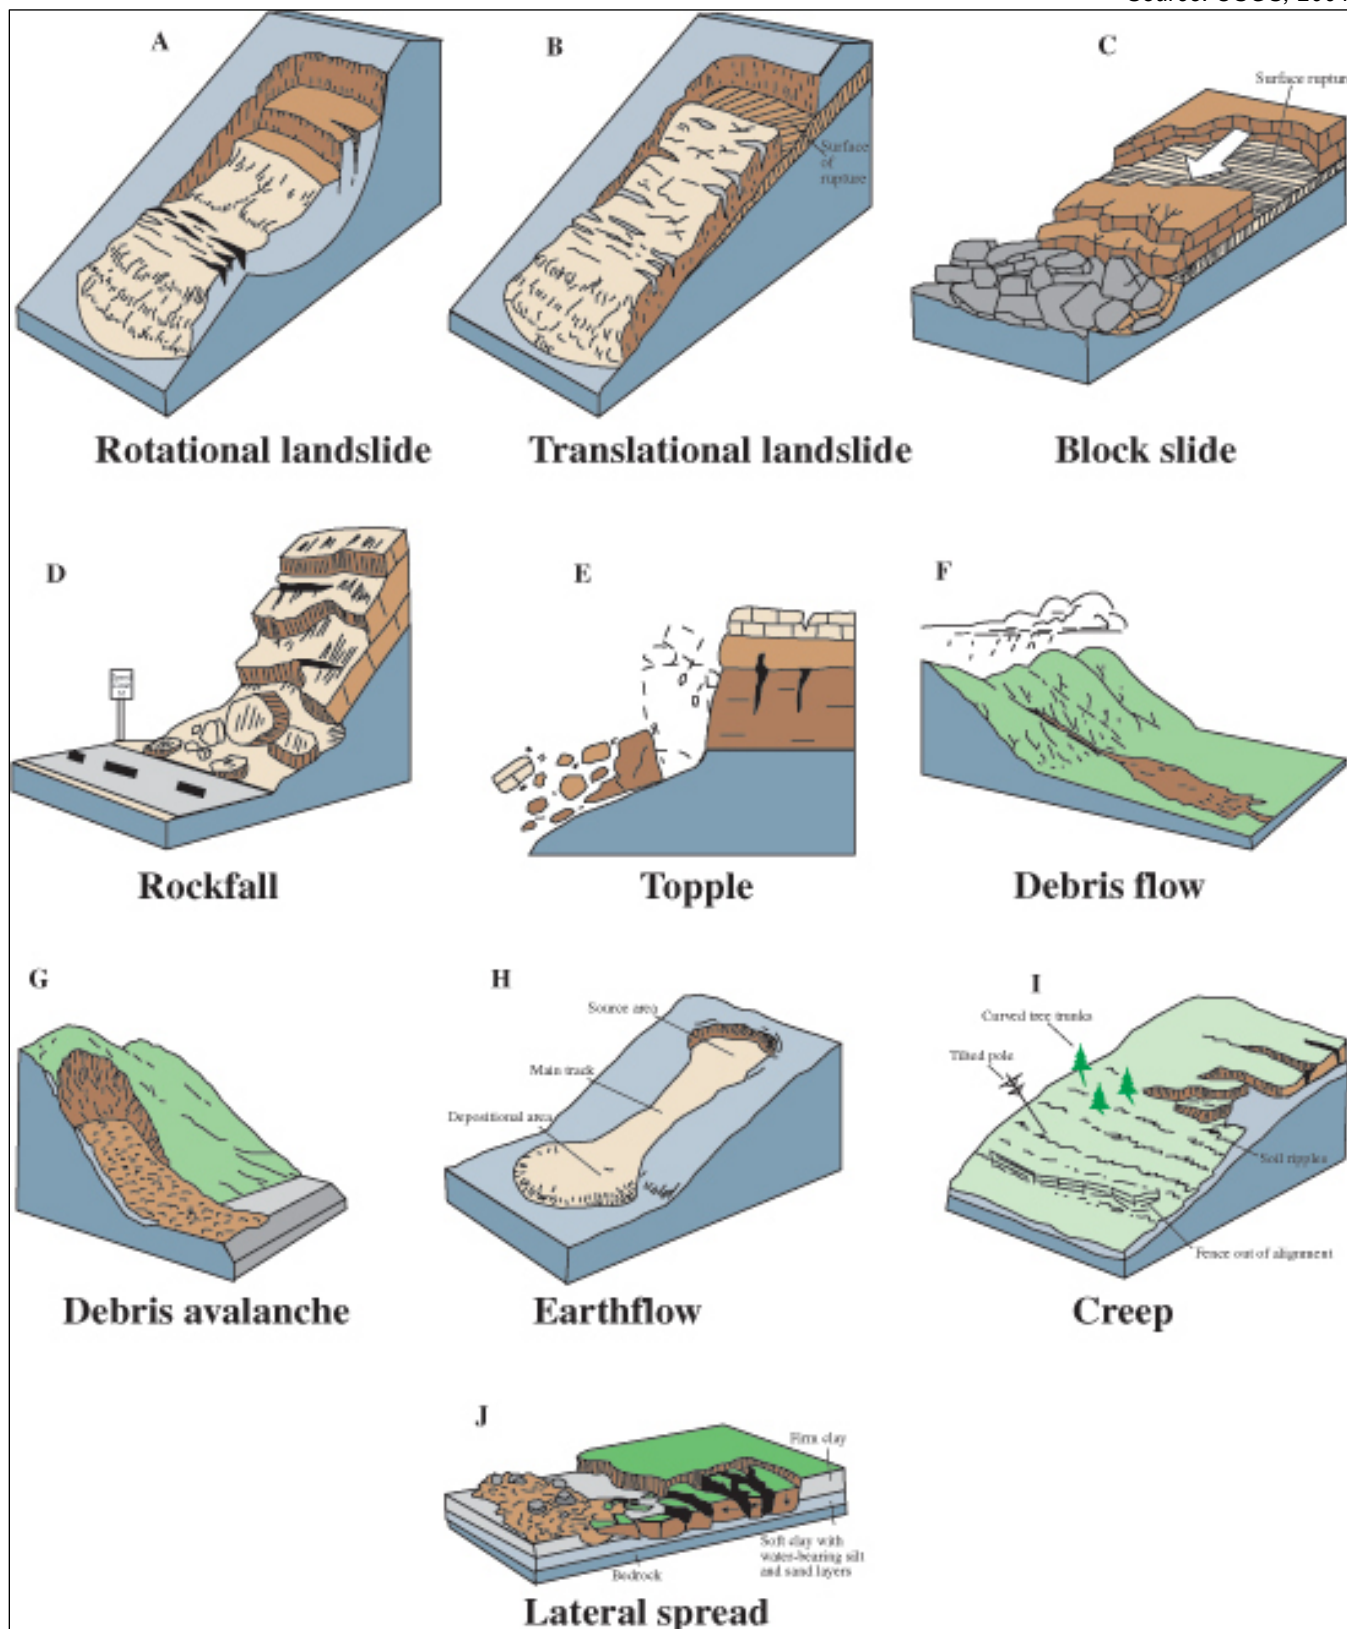 A
B
C
Surface rupture
Surface
of
rupture
Toe
Rotational landslide
Translational landslide
Block slide
D
E
F
Rockfall
Topple
Debris flow
G
H
I
Source area
Main track
Depositional area
Curved tree trunks
Tilted pole
Soil ripples
Fence out of alignment
Debris avalanche
Earthflow
Creep
J
Firm clay
Soft clay with
water-bearing silt
and sand layers
Bedrock
Lateral spread